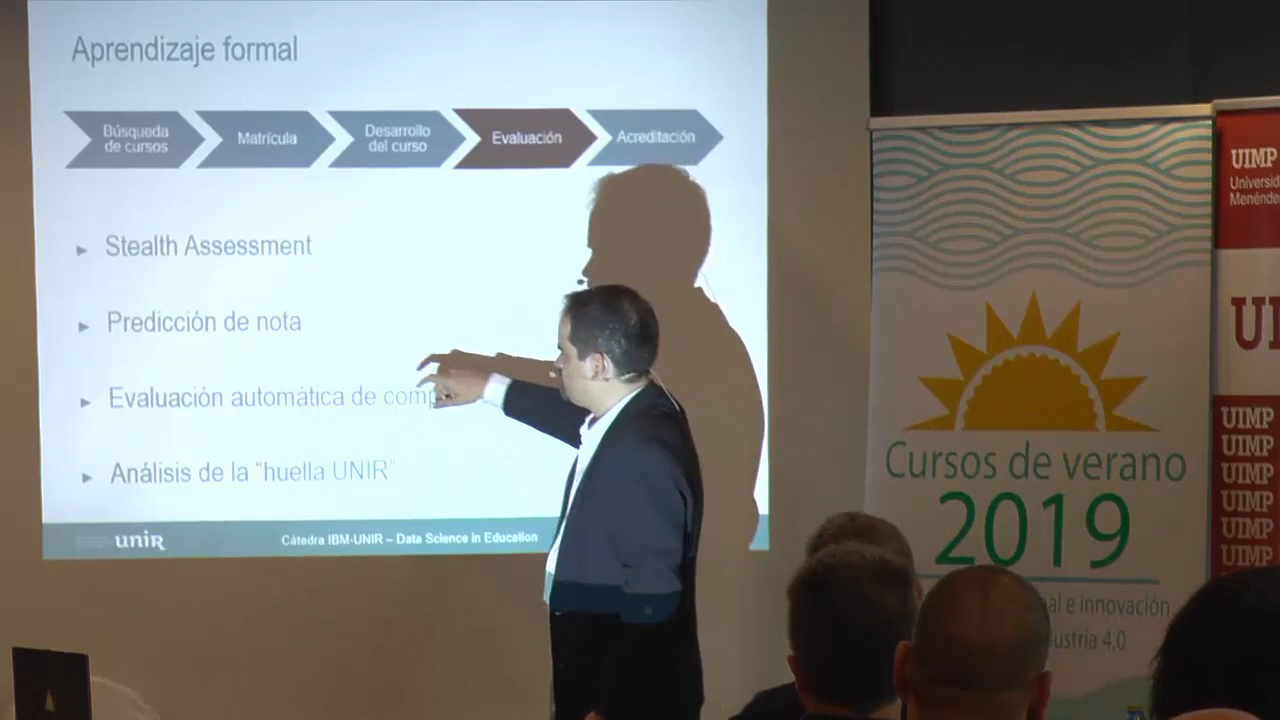 Aprendizaje formal
Búsqueda
de cursos
Matrícula
Desarrollo
del curso
Evaluación
Acreditación
▸ Stealth Assessment
▸ Predicción de nota
▸ Evaluación automática de comp
▸ Análisis de la “huella UNIR”
unir
Cátedra IBM-UNIR – Data Science in Education
Cursos de verano
2019
al e innovación
ustria 4.0
UIMP
Universid
Menénde
UI
UIMP
UIMP
UIMP
UIMP
UIMP
UIMP